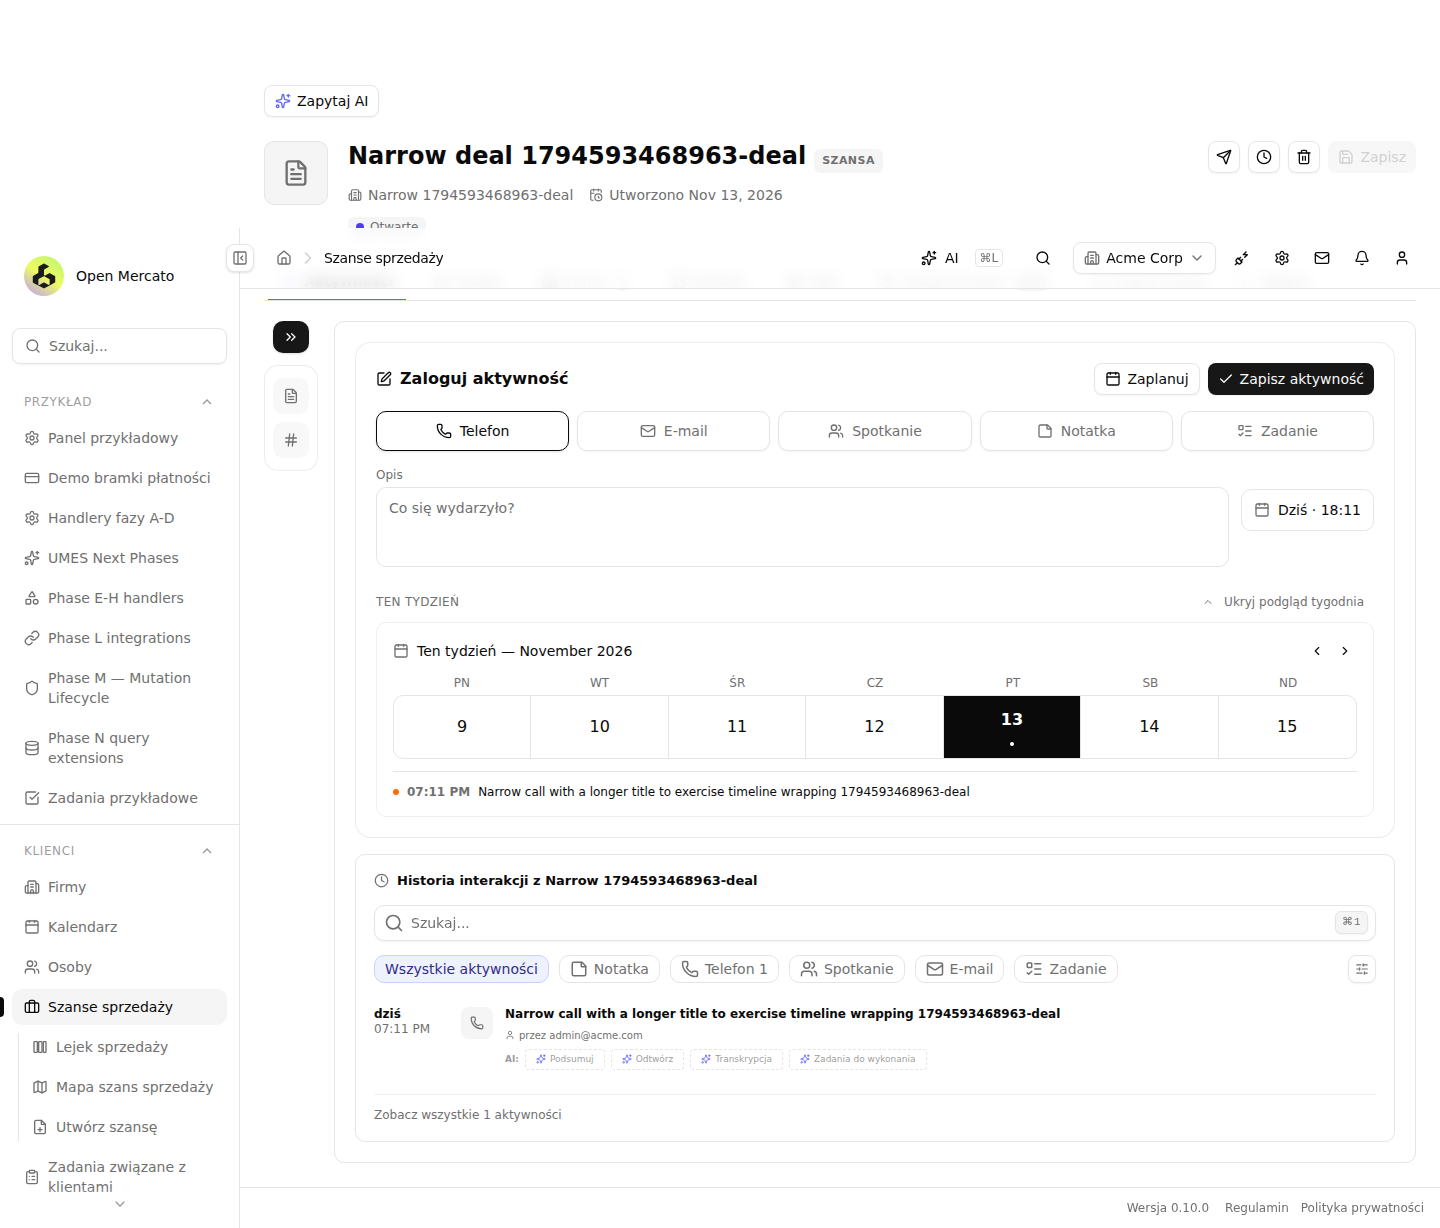 Zapytaj AI
Narrow deal 1794593468963-deal SZANSA
Zapisz
Narrow 1794593468963-deal Utworzono Nov 13, 2026
Otwarte
Open Mercato
Szanse sprzedaży
AI ⌘L
Acme Corp
Szukaj...
PRZYKŁAD
Panel przykładowy
Demo bramki płatności
Handlery fazy A-D
UMES Next Phases
Phase E-H handlers
Phase L integrations
Phase M — Mutation
Lifecycle
Phase N query
extensions
Zadania przykładowe
KLIENCI
Firmy
Kalendarz
Osoby
Szanse sprzedaży
Lejek sprzedaży
Mapa szans sprzedaży
Utwórz szansę
Zadania związane z
klientami
Zaloguj aktywność
Zaplanuj
Zapisz aktywność
Telefon
E-mail
Spotkanie
Notatka
Zadanie
Opis
Co się wydarzyło?
Dziś · 18:11
TEN TYDZIEŃ
Ukryj podgląd tygodnia
Ten tydzień — November 2026
PN WT ŚR CZ PT SB ND
9 10 11 12 13 14 15
07:11 PM Narrow call with a longer title to exercise timeline wrapping 1794593468963-deal
Historia interakcji z Narrow 1794593468963-deal
Szukaj...
⌘1
Wszystkie aktywności
Notatka
Telefon 1
Spotkanie
E-mail
Zadanie
dziś
07:11 PM
Narrow call with a longer title to exercise timeline wrapping 1794593468963-deal
przez admin@acme.com
AI: Podsumuj Odtwórz Transkrypcja Zadania do wykonania
Zobacz wszystkie 1 aktywności
Wersja 0.10.0 Regulamin Polityka prywatności